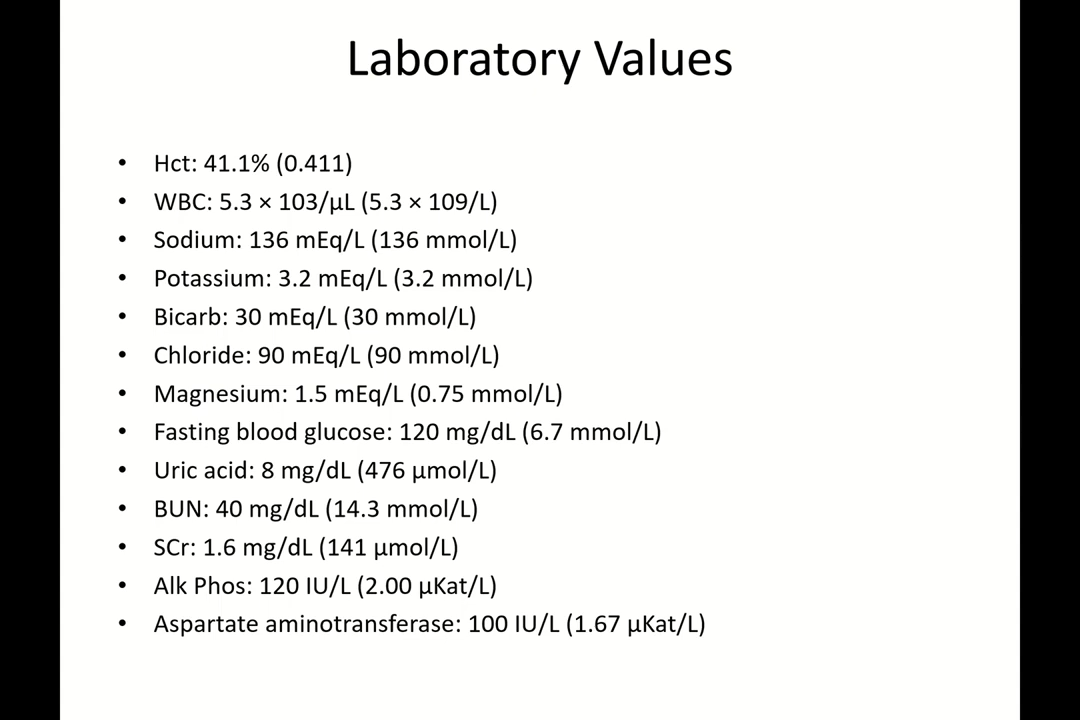 Laboratory Values
• Hct: 41.1% (0.411)
• WBC: 5.3 × 103/µL (5.3 × 109/L)
• Sodium: 136 mEq/L (136 mmol/L)
• Potassium: 3.2 mEq/L (3.2 mmol/L)
• Bicarb: 30 mEq/L (30 mmol/L)
• Chloride: 90 mEq/L (90 mmol/L)
• Magnesium: 1.5 mEq/L (0.75 mmol/L)
• Fasting blood glucose: 120 mg/dL (6.7 mmol/L)
• Uric acid: 8 mg/dL (476 µmol/L)
• BUN: 40 mg/dL (14.3 mmol/L)
• SCr: 1.6 mg/dL (141 µmol/L)
• Alk Phos: 120 IU/L (2.00 µKat/L)
• Aspartate aminotransferase: 100 IU/L (1.67 µKat/L)